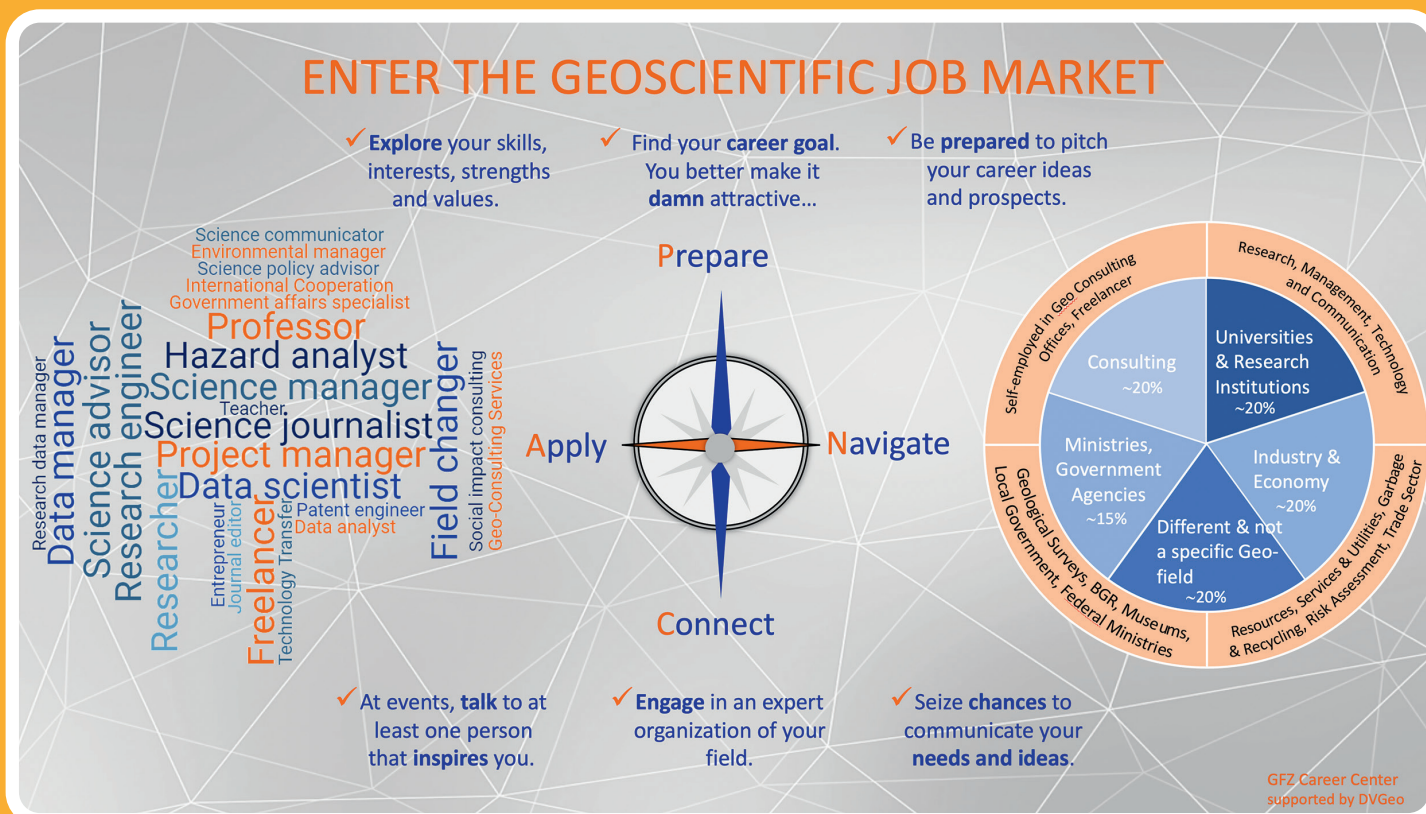 ENTER THE GEOSCIENTIFIC JOB MARKET
✓ Explore your skills,
interests, strengths
and values.
✓ Find your career goal.
You better make it
damn attractive…
✓ Be prepared to pitch
your career ideas
and prospects.
Science communicator
Environmental manager
Science policy advisor
International Cooperation
Government affairs specialist
Professor
Hazard analyst
Science manager
Teacher
Science journalist
Project manager
Data scientist
Patent engineer
Data analyst
Research data manager
Data manager
Science advisor
Research engineer
Researcher
Entrepreneur
Journal editor
Freelancer
Technology Transfer
Field changer
Social impact consulting
Geo-Consulting Services
Prepare
Apply
Navigate
Connect
Self-employed in Geo Consulting
Offices, Freelancer
Research, Management, Technology
and Communication
Consulting
~20%
Universities
& Research
Institutions
~20%
Ministries,
Government
Agencies
~15%
Industry &
Economy
~20%
Different & not
a specific Geo-
field
~20%
Geological Surveys, BGR, Museums,
Local Government, Federal Ministries
Resources, Services & Utilities, Garbage
& Recycling, Risk Assessment, Trade Sector
✓ At events, talk to at
least one person
that inspires you.
✓ Engage in an expert
organization of your
field.
✓ Seize chances to
communicate your
needs and ideas.
GFZ Career Center
supported by DVGeo